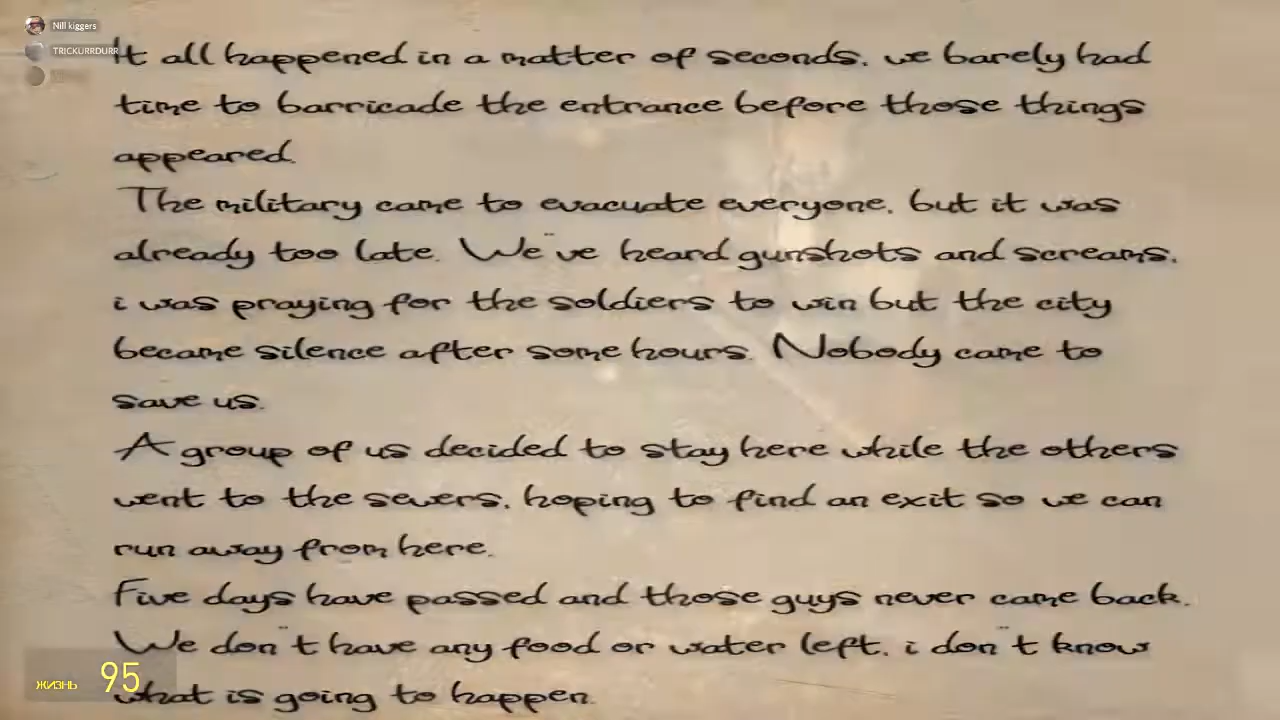 Nill kiggers
TRICKURRDURR
It all happened in a matter of seconds, we barely had
time to barricade the entrance before those things
appeared.
The military came to evacuate everyone, but it was
already too late. We"ve heard gunshots and screams,
i was praying for the soldiers to win but the city
became silence after some hours. Nobody came to
save us.
A group of us decided to stay here while the others
went to the sewers, hoping to find an exit so we can
run away from here.
Five days have passed and those guys never came back.
We don"t have any food or water left, i don"t know
what is going to happen.
ЖИЗНЬ 95